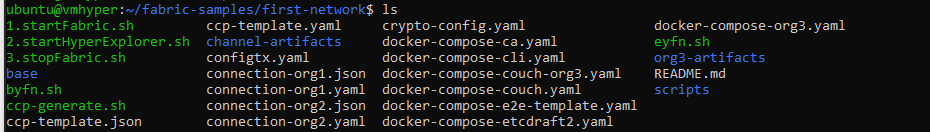 ubuntu@vmhyper:~/fabric-samples/first-network$ ls
1.startFabric.sh ccp-template.yaml crypto-config.yaml docker-compose-org3.yaml
2.startHyperExplorer.sh channel-artifacts docker-compose-ca.yaml eyfn.sh
3.stopFabric.sh configtx.yaml docker-compose-cli.yaml org3-artifacts
base connection-org1.json docker-compose-couch-org3.yaml README.md
byfn.sh connection-org1.yaml docker-compose-couch.yaml scripts
ccp-generate.sh connection-org2.json docker-compose-e2e-template.yaml
ccp-template.json connection-org2.yaml docker-compose-etcdraft2.yaml